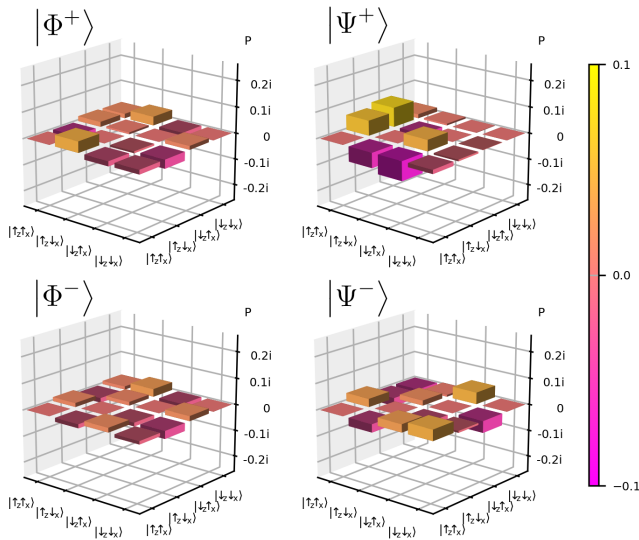 |Φ⁺⟩
P
0.2i
0.1i
0
-0.1i
-0.2i
|↑z↑x⟩
|↑z↓x⟩
|↓z↑x⟩
|↓z↓x⟩
|↑z↑x⟩
|↑z↓x⟩
|↓z↑x⟩
|↓z↓x⟩
|Ψ⁺⟩
P
0.2i
0.1i
0
-0.1i
-0.2i
|↑z↑x⟩
|↑z↓x⟩
|↓z↑x⟩
|↓z↓x⟩
|↑z↑x⟩
|↑z↓x⟩
|↓z↑x⟩
|↓z↓x⟩
|Φ⁻⟩
P
0.2i
0.1i
0
-0.1i
-0.2i
|↑z↑x⟩
|↑z↓x⟩
|↓z↑x⟩
|↓z↓x⟩
|↑z↑x⟩
|↑z↓x⟩
|↓z↑x⟩
|↓z↓x⟩
|Ψ⁻⟩
P
0.2i
0.1i
0
-0.1i
-0.2i
|↑z↑x⟩
|↑z↓x⟩
|↓z↑x⟩
|↓z↓x⟩
|↑z↑x⟩
|↑z↓x⟩
|↓z↑x⟩
|↓z↓x⟩
0.1
0.0
−0.1